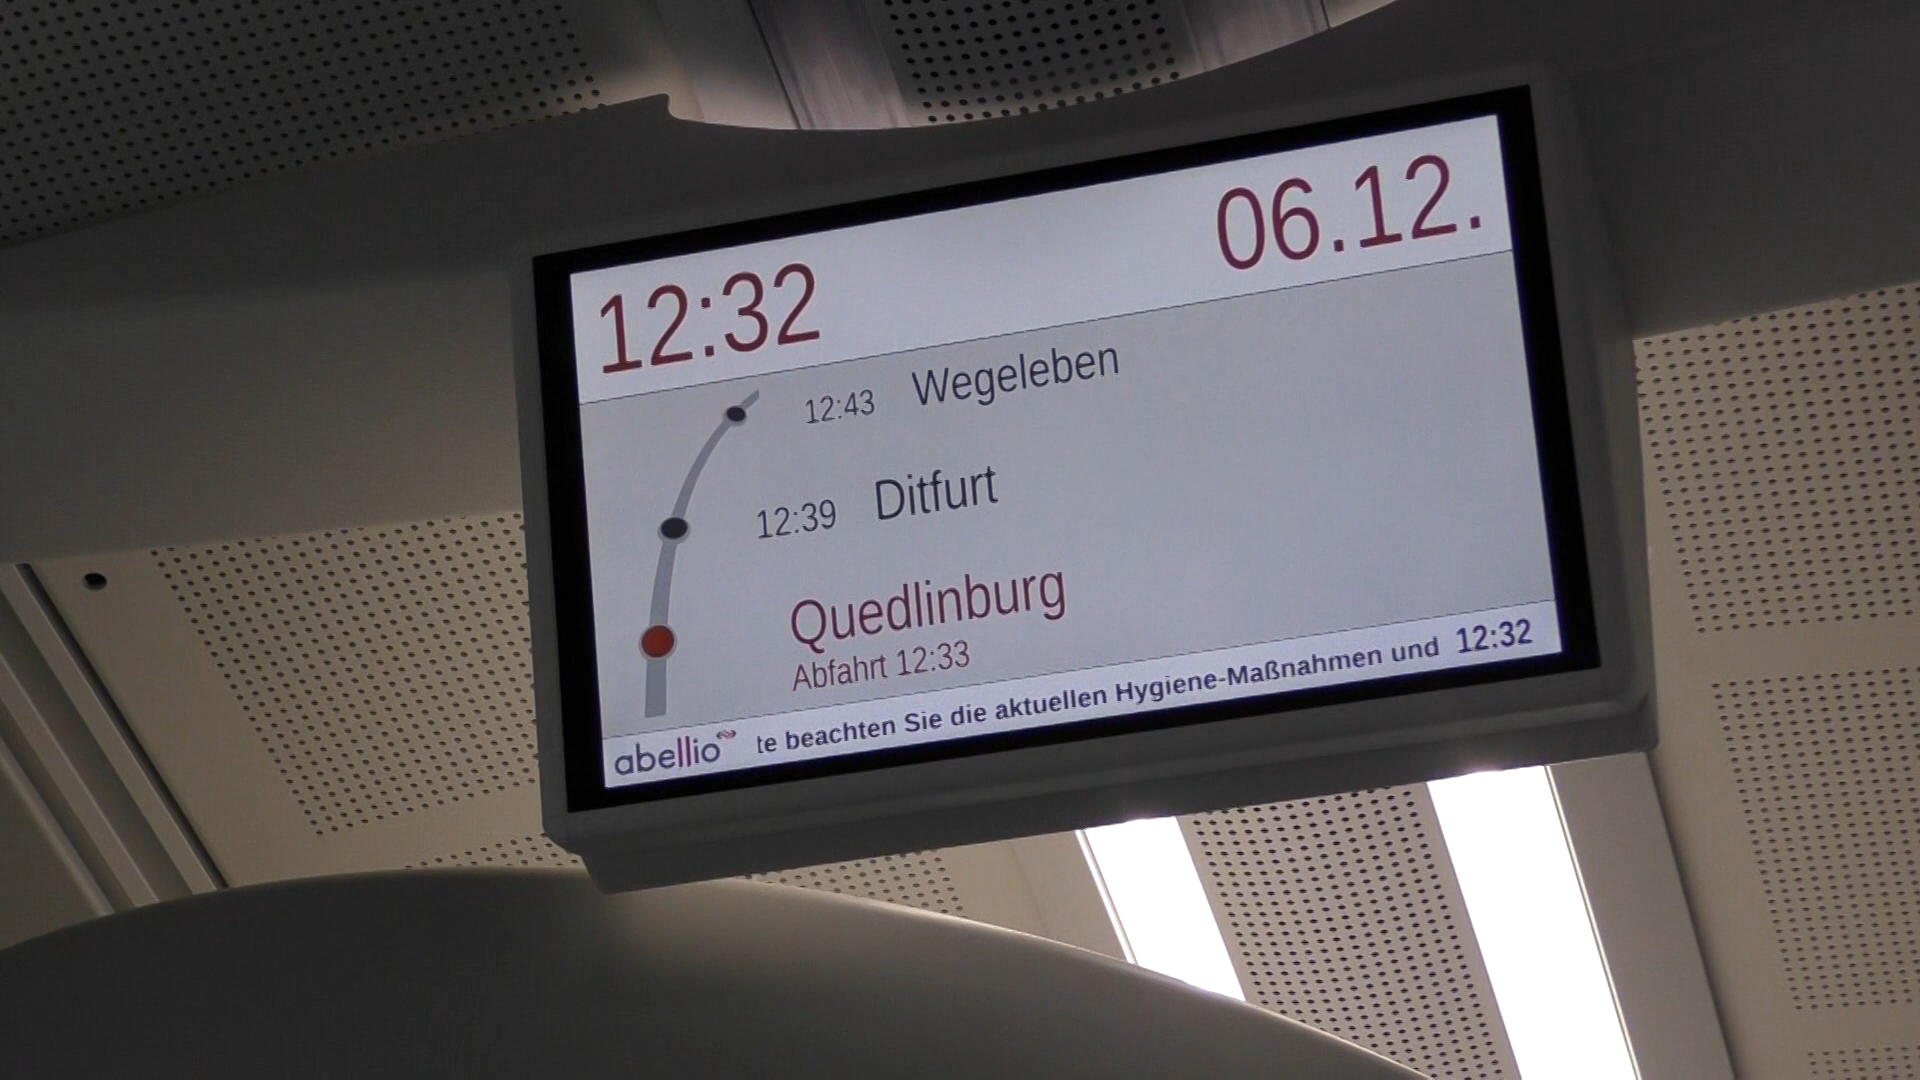 12:32 06.12.
12:43 Wegeleben
12:39 Ditfurt
Quedlinburg
Abfahrt 12:33
abellio te beachten Sie die aktuellen Hygiene-Maßnahmen und 12:32